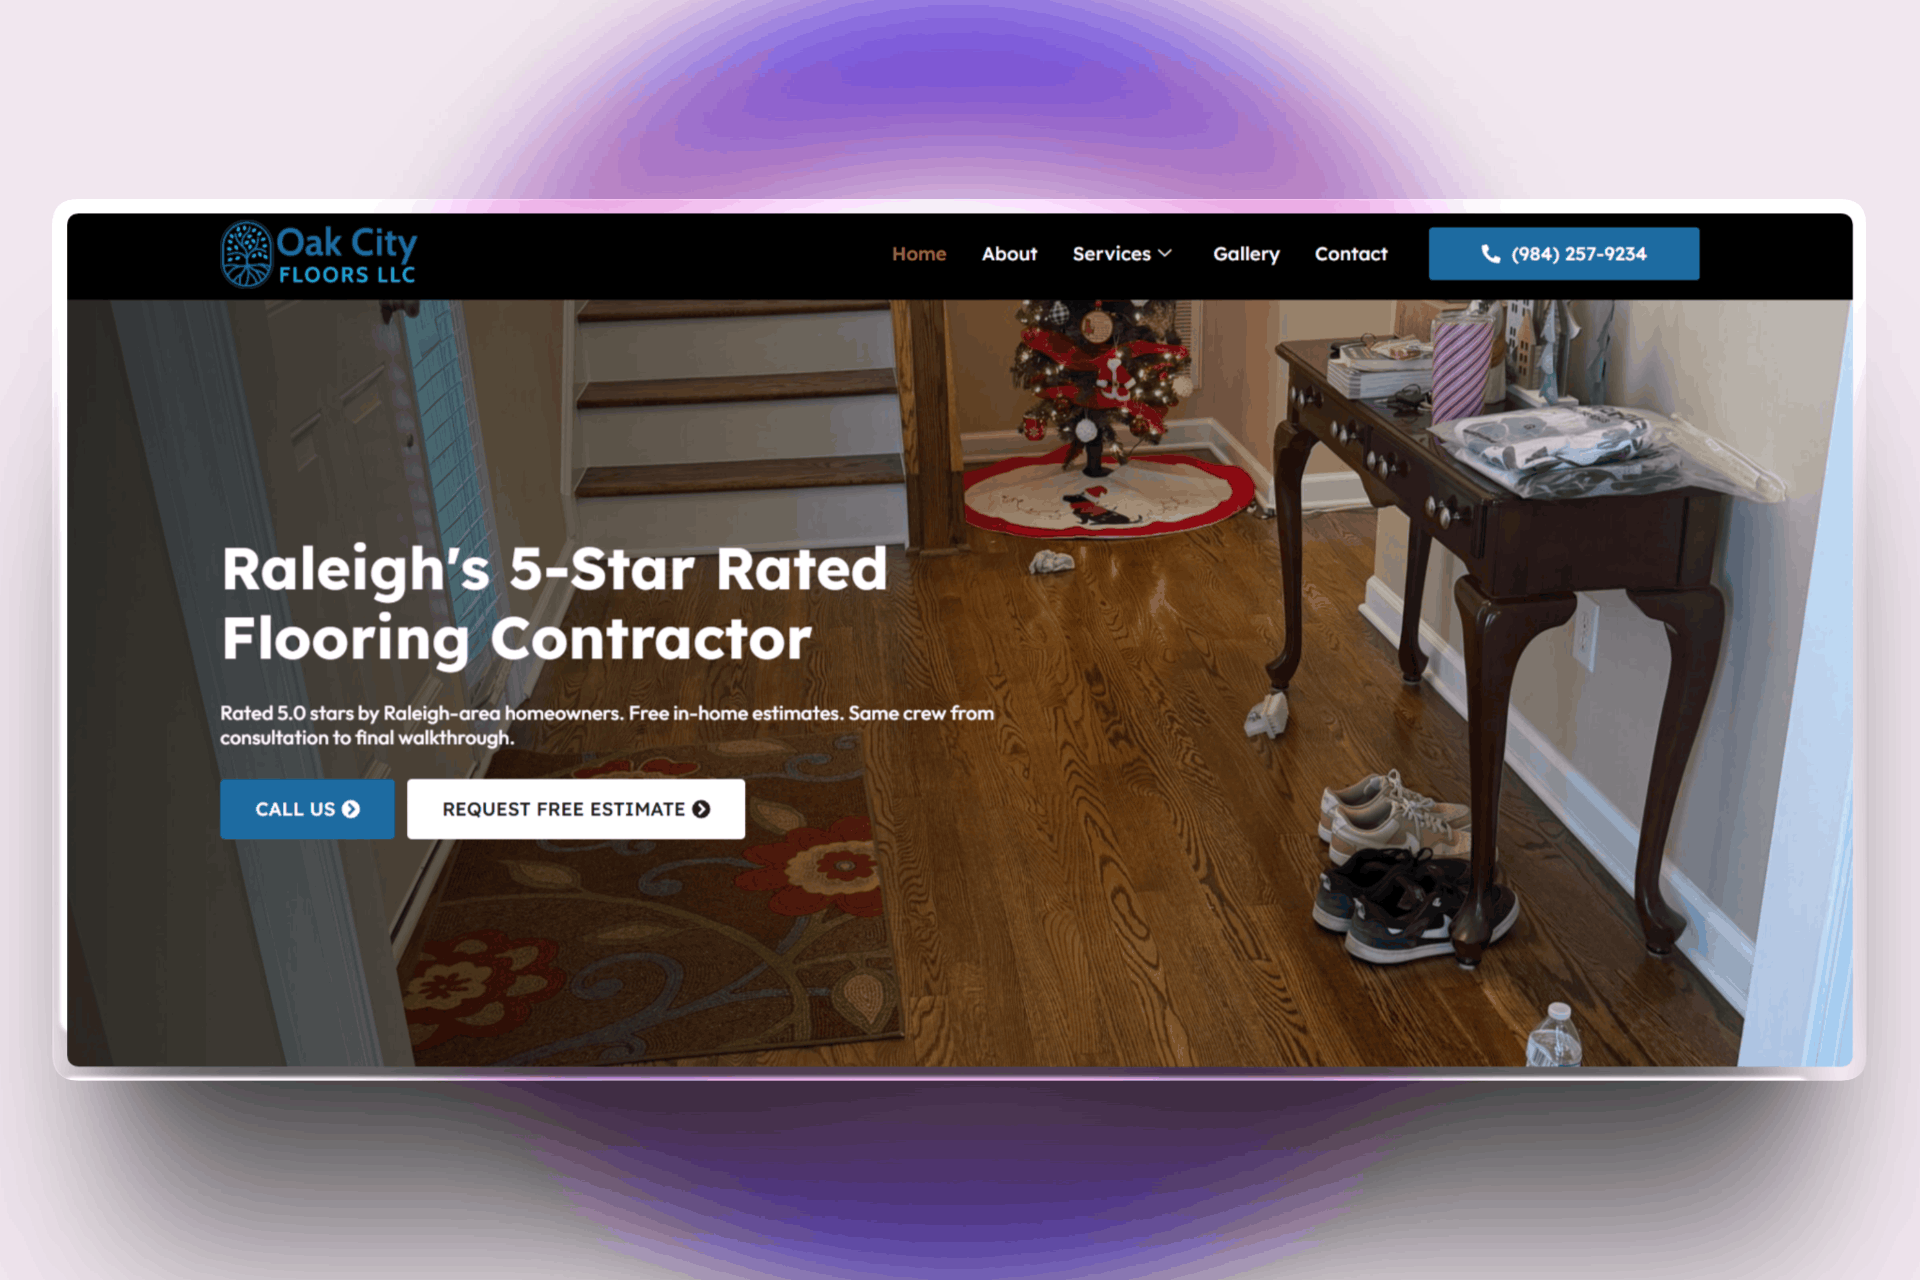 Oak City
FLOORS LLC
Home About Services Gallery Contact (984) 257-9234
Raleigh's 5-Star Rated
Flooring Contractor
Rated 5.0 stars by Raleigh-area homeowners. Free in-home estimates. Same crew from
consultation to final walkthrough.
CALL US REQUEST FREE ESTIMATE